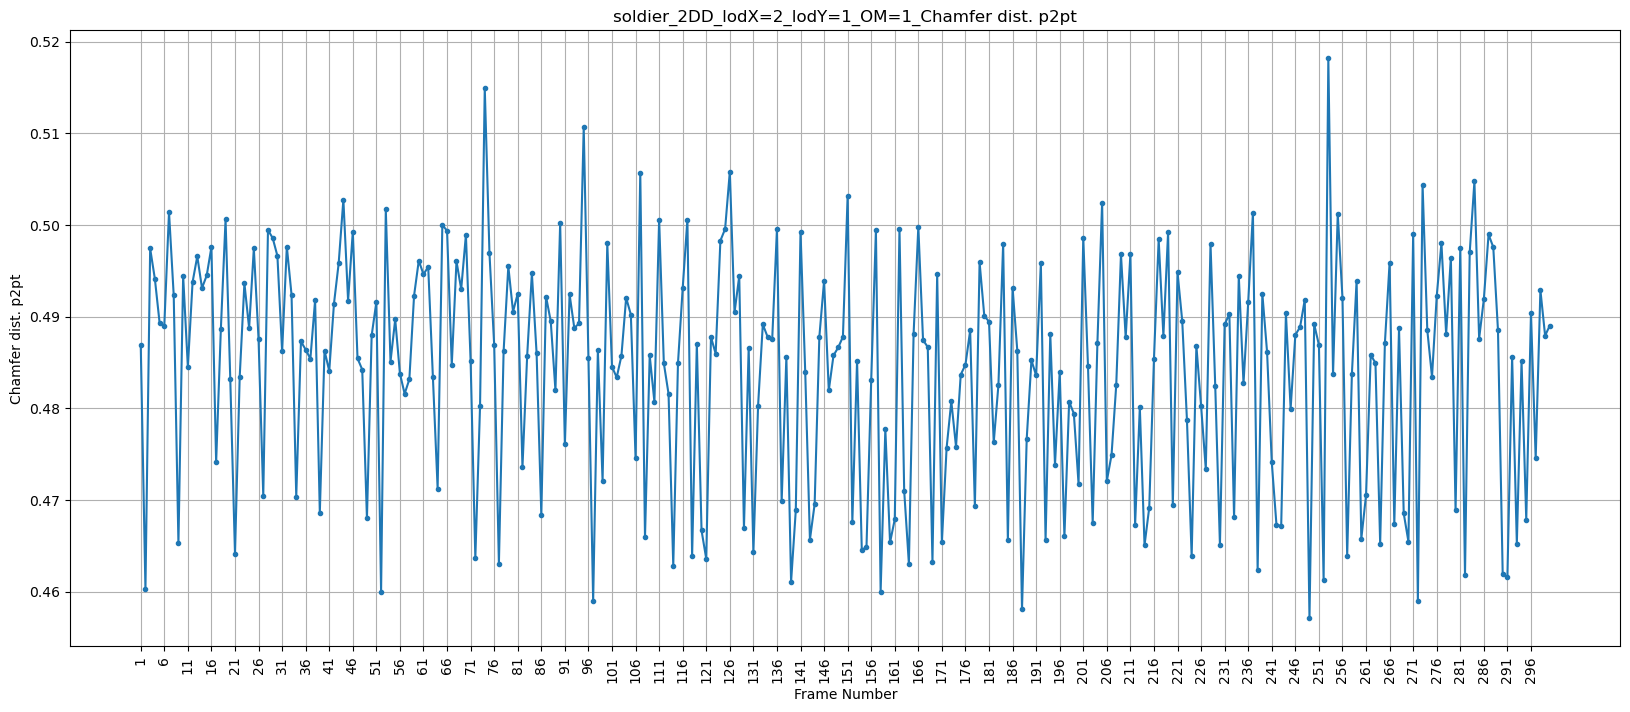 soldier_2DD_lodX=2_lodY=1_OM=1_Chamfer dist. p2pt
0.52
0.51
0.50
0.49
0.48
0.47
0.46
Chamfer dist. p2pt
1 6 11 16 21 26 31 36 41 46 51 56 61 66 71 76 81 86 91 96 101 106 111 116 121 126 131 136 141 146 151 156 161 166 171 176 181 186 191 196 201 206 211 216 221 226 231 236 241 246 251 256 261 266 271 276 281 286 291 296
Frame Number